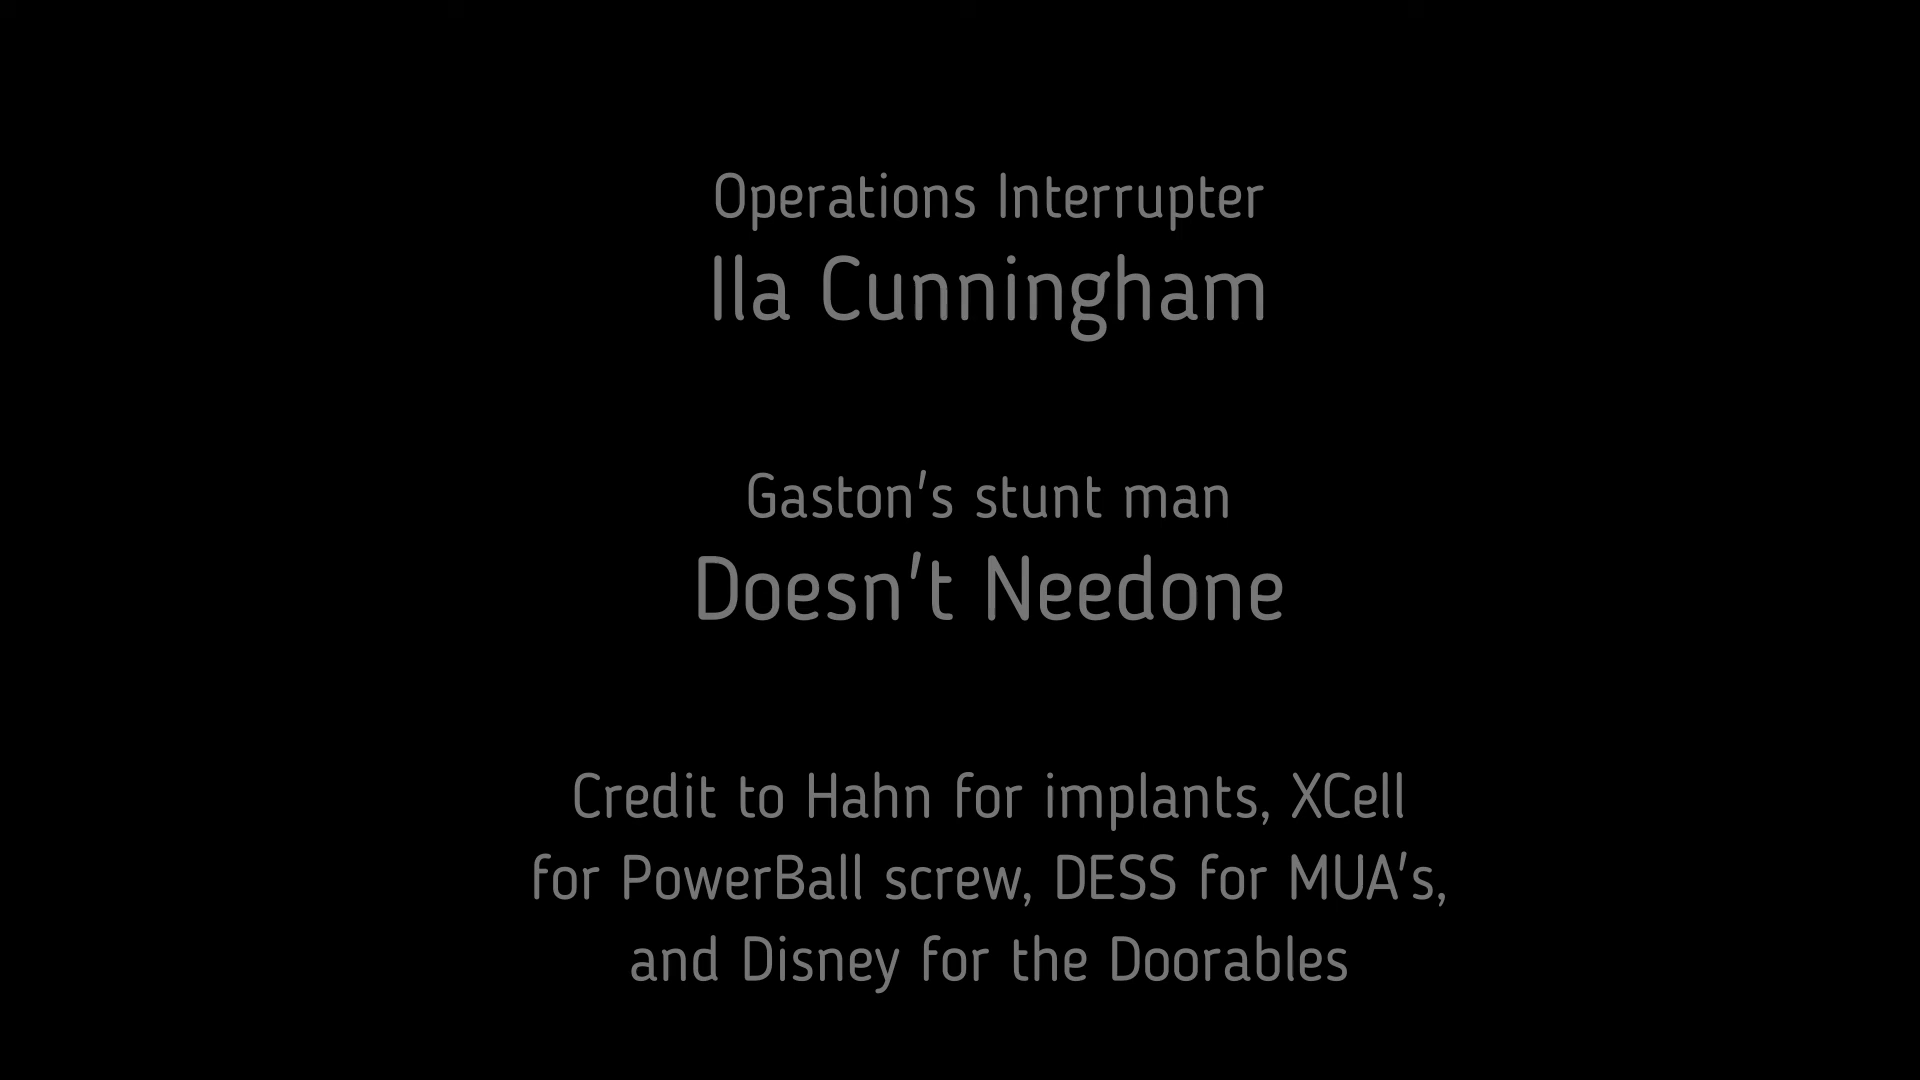 Operations Interrupter
Ila Cunningham
Gaston's stunt man
Doesn't Needone
Credit to Hahn for implants, XCell
for PowerBall screw, DESS for MUA's,
and Disney for the Doorables